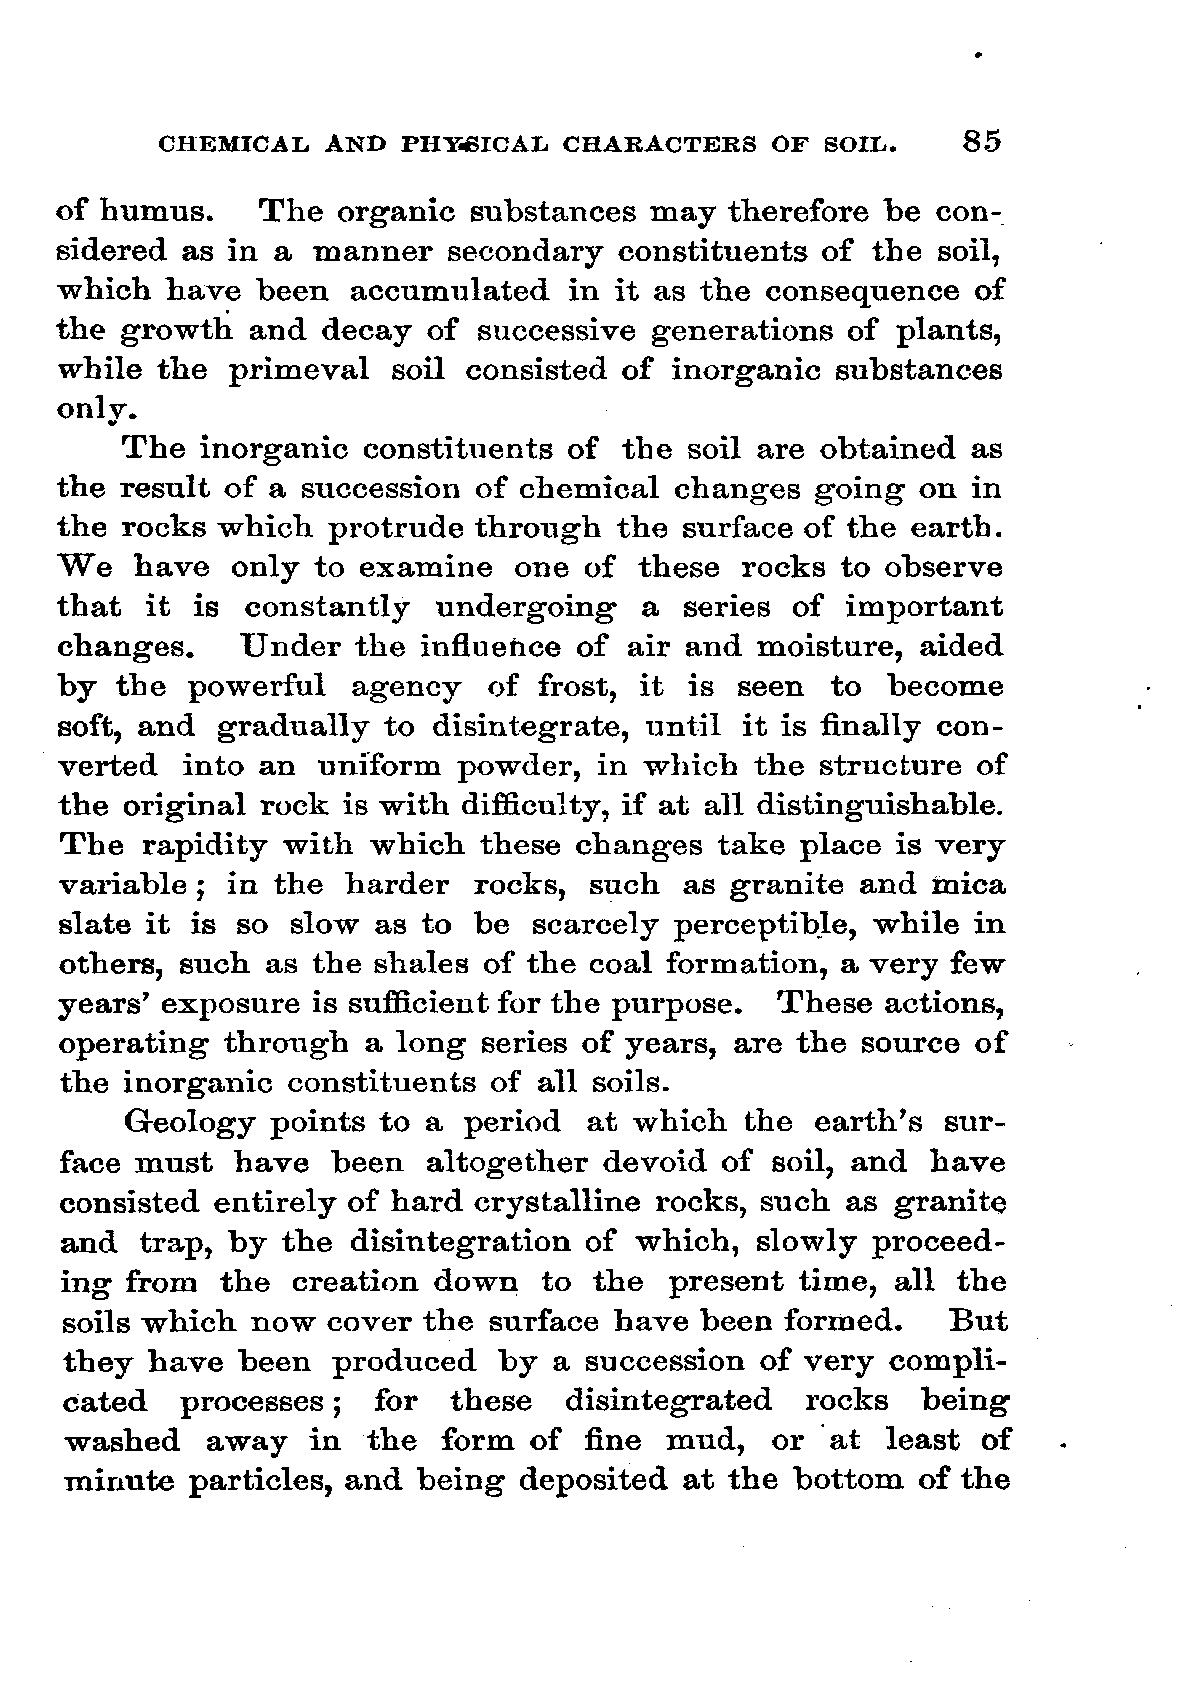 CHEMICAL AND PHYSICAL CHARACTERS OF SOIL. 85
of humus. The organic substances may therefore be con-
sidered as in a manner secondary constituents of the soil,
which have been accumulated in it as the consequence of
the growth and decay of successive generations of plants,
while the primeval soil consisted of inorganic substances
only.
The inorganic constituents of the soil are obtained as
the result of a succession of chemical changes going on in
the rocks which protrude through the surface of the earth.
We have only to examine one of these rocks to observe
that it is constantly undergoing a series of important
changes. Under the influence of air and moisture, aided
by the powerful agency of frost, it is seen to become
soft, and gradually to disintegrate, until it is finally con-
verted into an uniform powder, in which the structure of
the original rock is with difficulty, if at all distinguishable.
The rapidity with which these changes take place is very
variable; in the harder rocks, such as granite and mica
slate it is so slow as to be scarcely perceptible, while in
others, such as the shales of the coal formation, a very few
years' exposure is sufficient for the purpose. These actions,
operating through a long series of years, are the source of
the inorganic constituents of all soils.
Geology points to a period at which the earth's sur-
face must have been altogether devoid of soil, and have
consisted entirely of hard crystalline rocks, such as granite
and trap, by the disintegration of which, slowly proceed-
ing from the creation down to the present time, all the
soils which now cover the surface have been formed. But
they have been produced by a succession of very compli-
cated processes; for these disintegrated rocks being
washed away in the form of fine mud, or at least of
minute particles, and being deposited at the bottom of the